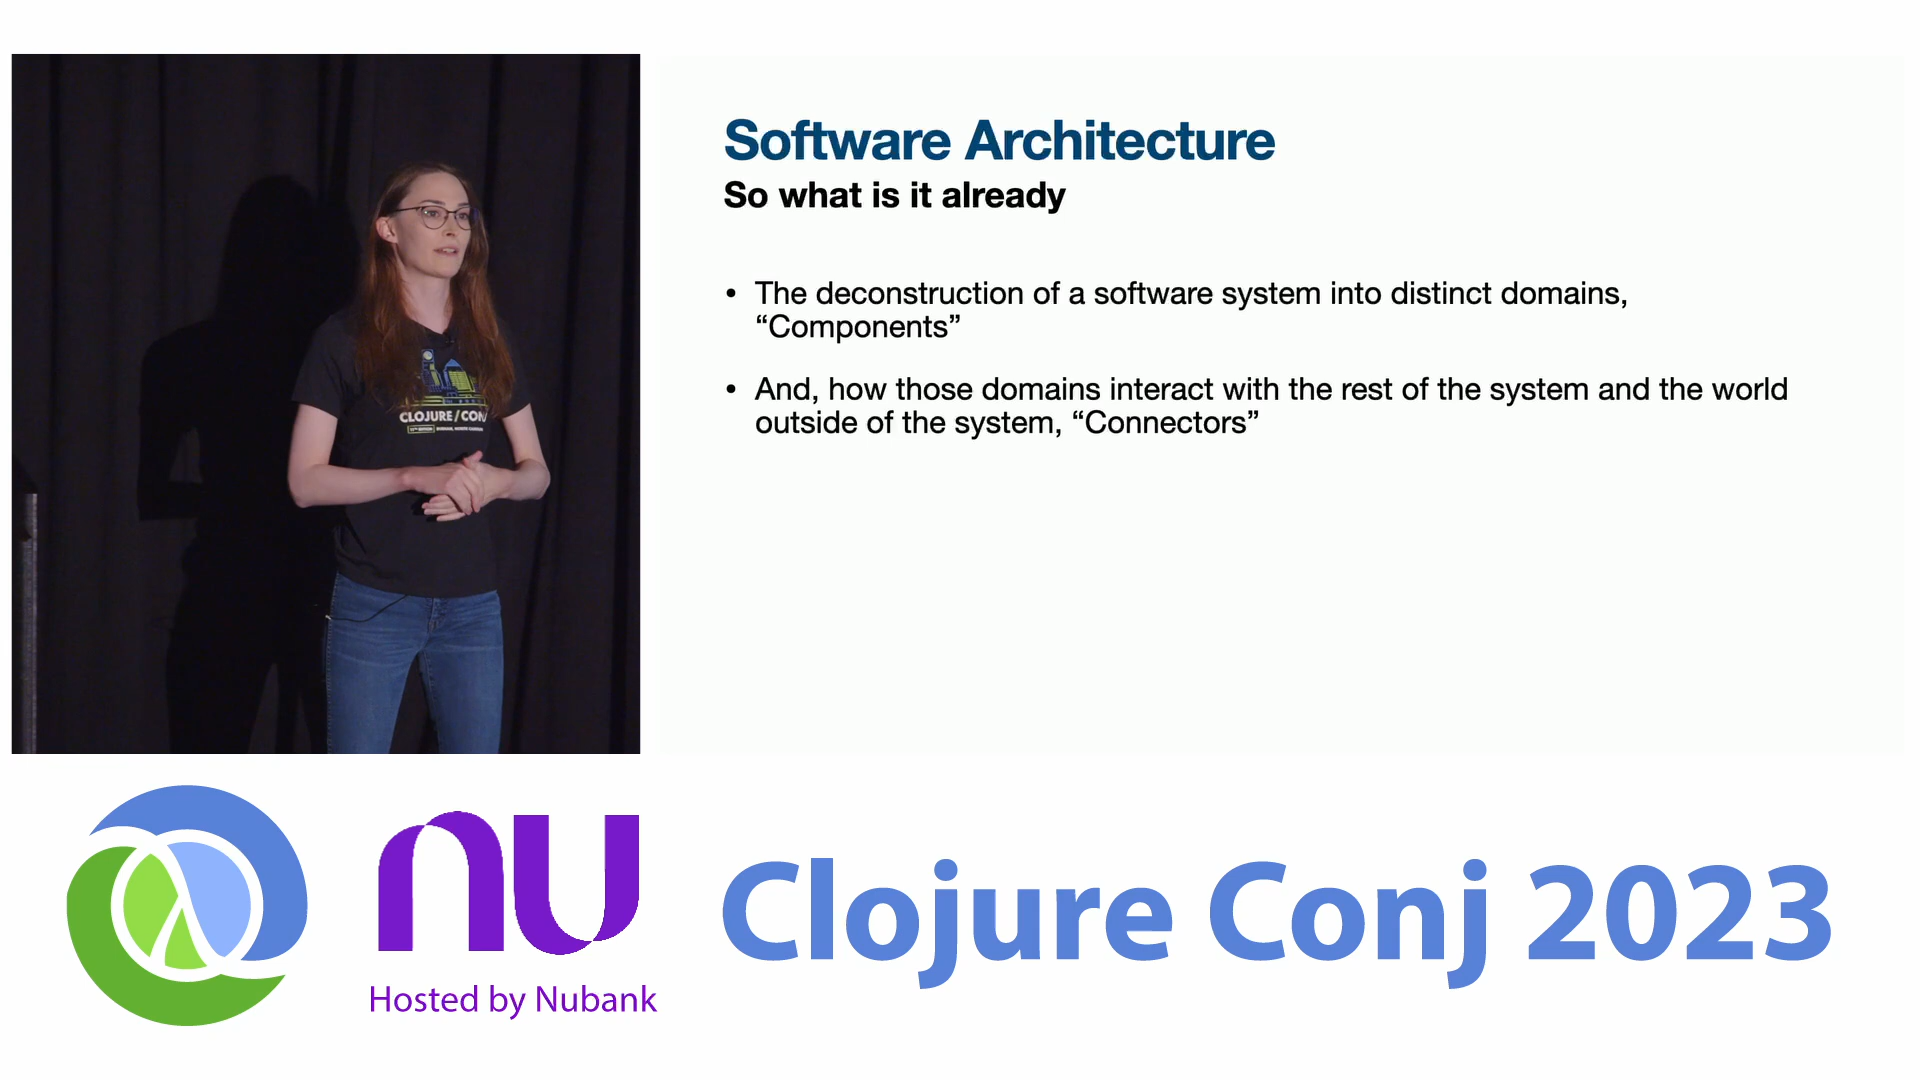 Software Architecture
So what is it already
• The deconstruction of a software system into distinct domains,
“Components”
• And, how those domains interact with the rest of the system and the world
outside of the system, “Connectors”
CLOJURE / CONJ
nu
Hosted by Nubank
Clojure Conj 2023